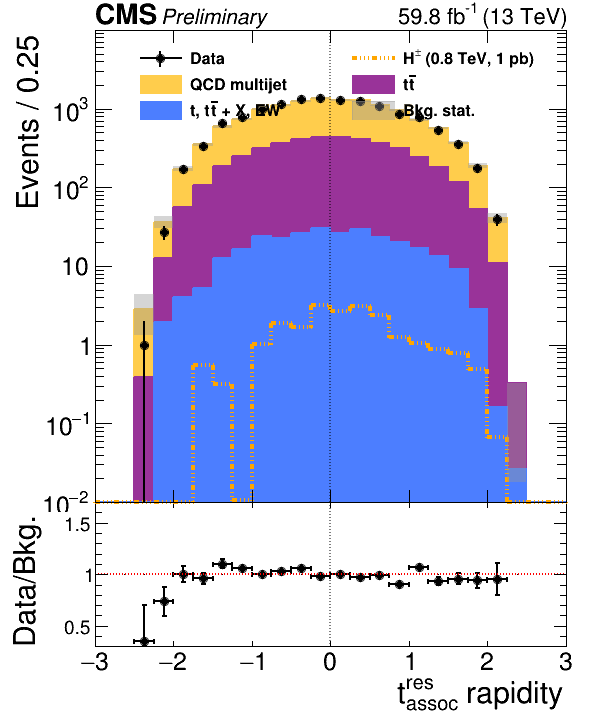 CMS Preliminary 59.8 fb⁻¹ (13 TeV)
Data H± (0.8 TeV, 1 pb)
QCD multijet tt̄
t, tt̄ + X, EW Bkg. stat.
Events / 0.25
10³
10²
10
1
10⁻¹
10⁻²
Data/Bkg.
1.5
1
0.5
−3 −2 −1 0 1 2 3
t^res_assoc rapidity